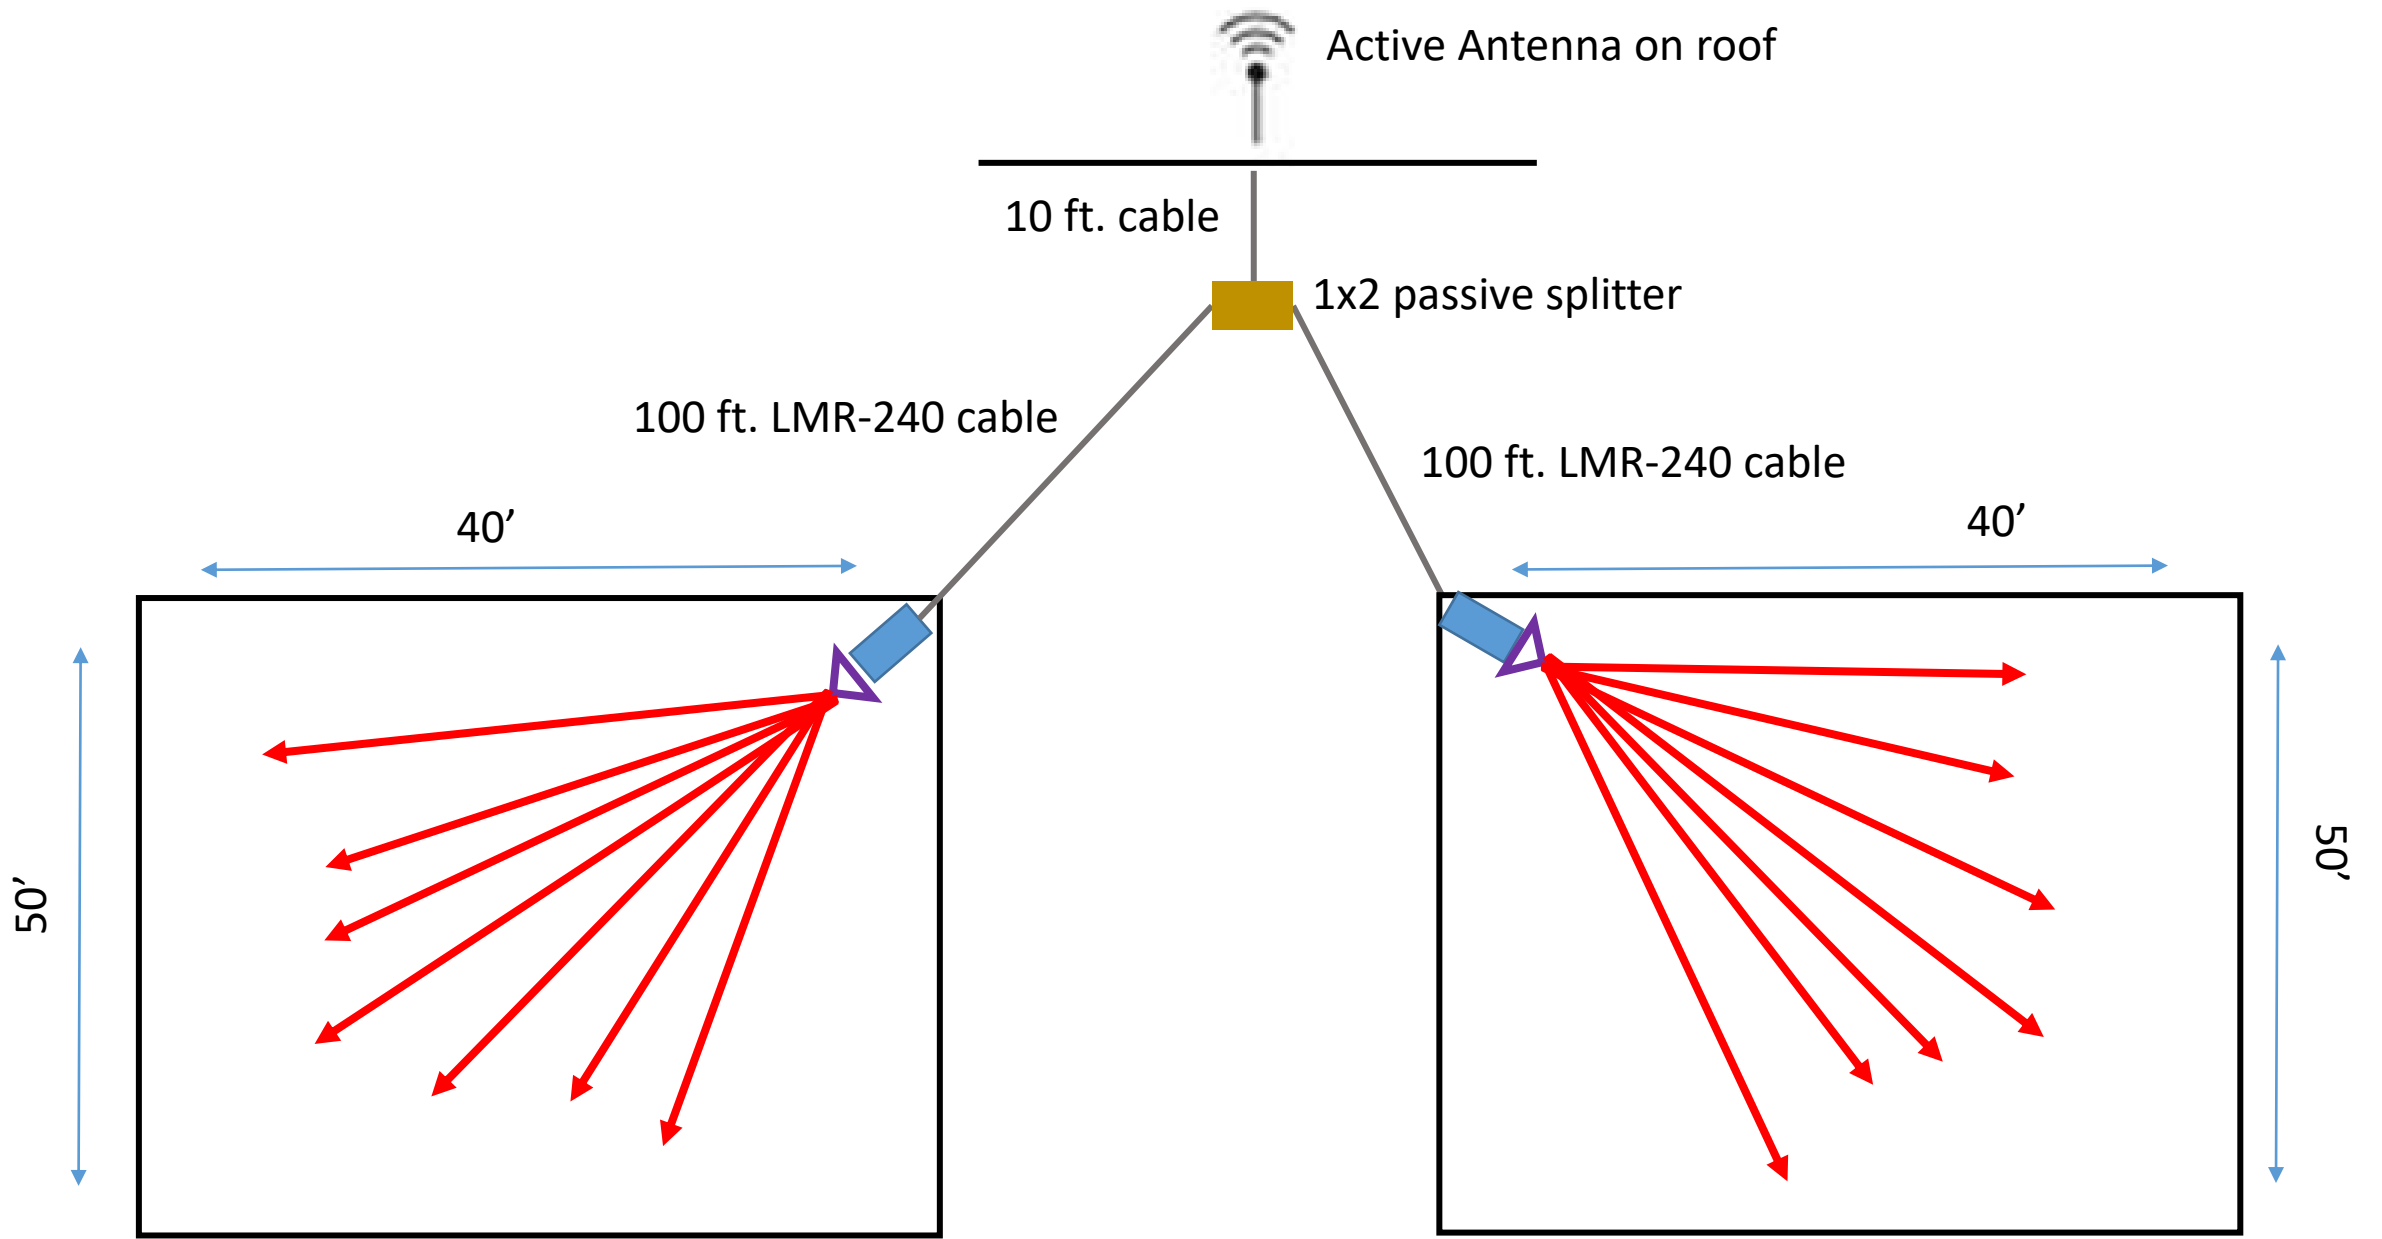 Active Antenna on roof
10 ft. cable
1x2 passive splitter
100 ft. LMR-240 cable
100 ft. LMR-240 cable
40’
40’
50’
50’